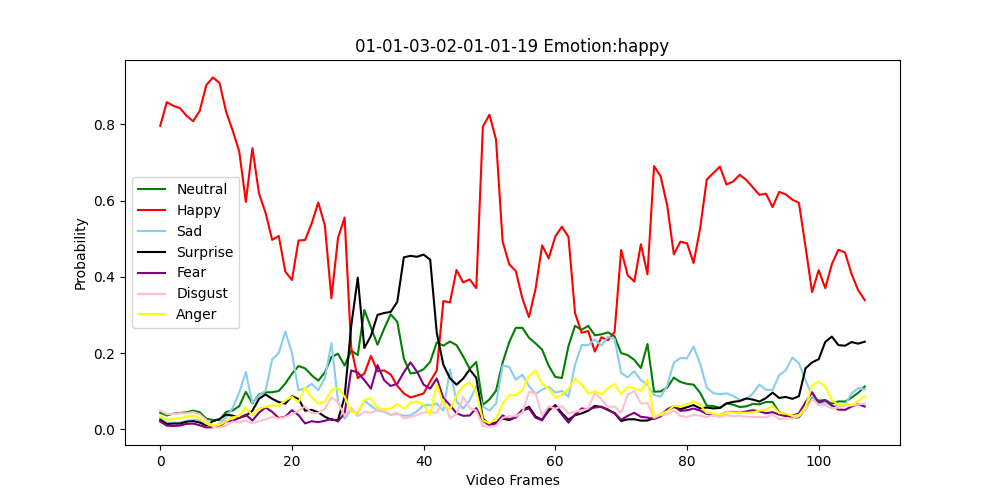 01-01-03-02-01-01-19 Emotion:happy
Probability
0.8
0.6
0.4
0.2
0.0
Neutral
Happy
Sad
Surprise
Fear
Disgust
Anger
0 20 40 60 80 100
Video Frames